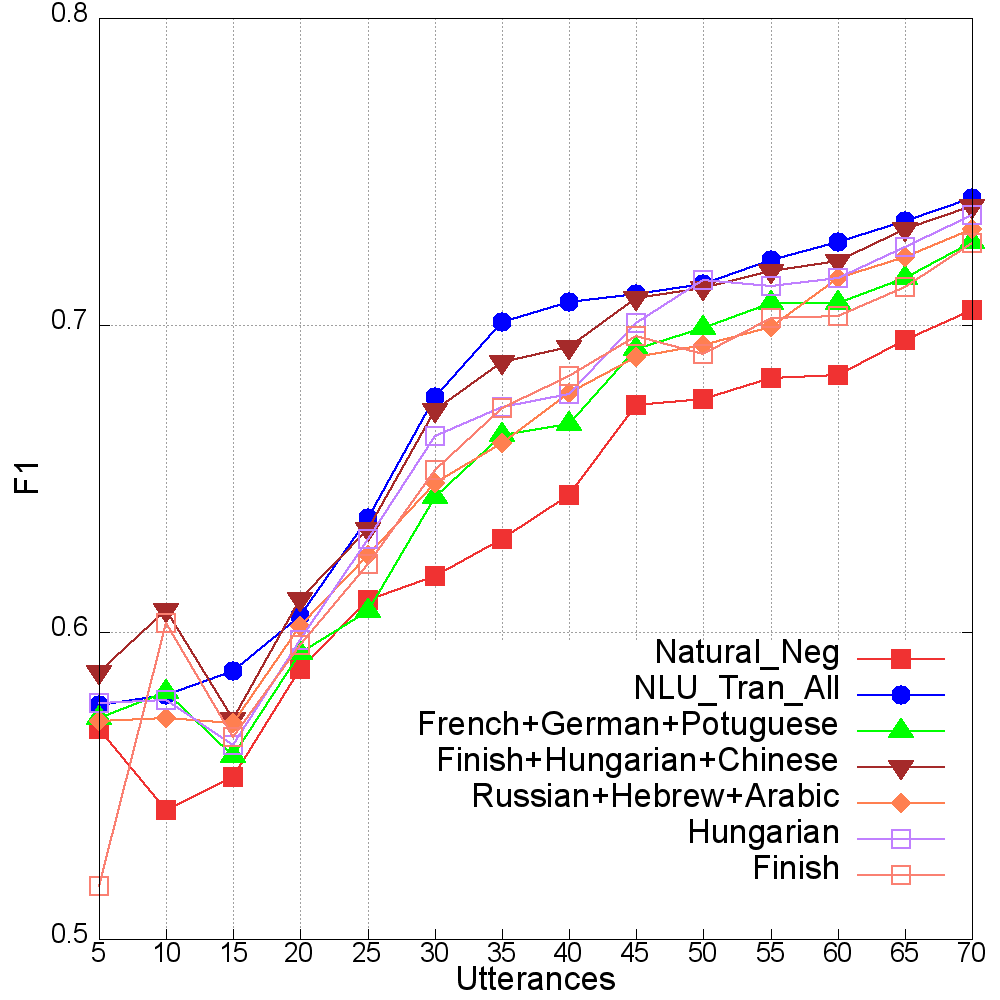 0.8
0.7
0.6
0.5
F1
Natural_Neg
NLU_Tran_All
French+German+Potuguese
Finish+Hungarian+Chinese
Russian+Hebrew+Arabic
Hungarian
Finish
5 10 15 20 25 30 35 40 45 50 55 60 65 70
Utterances